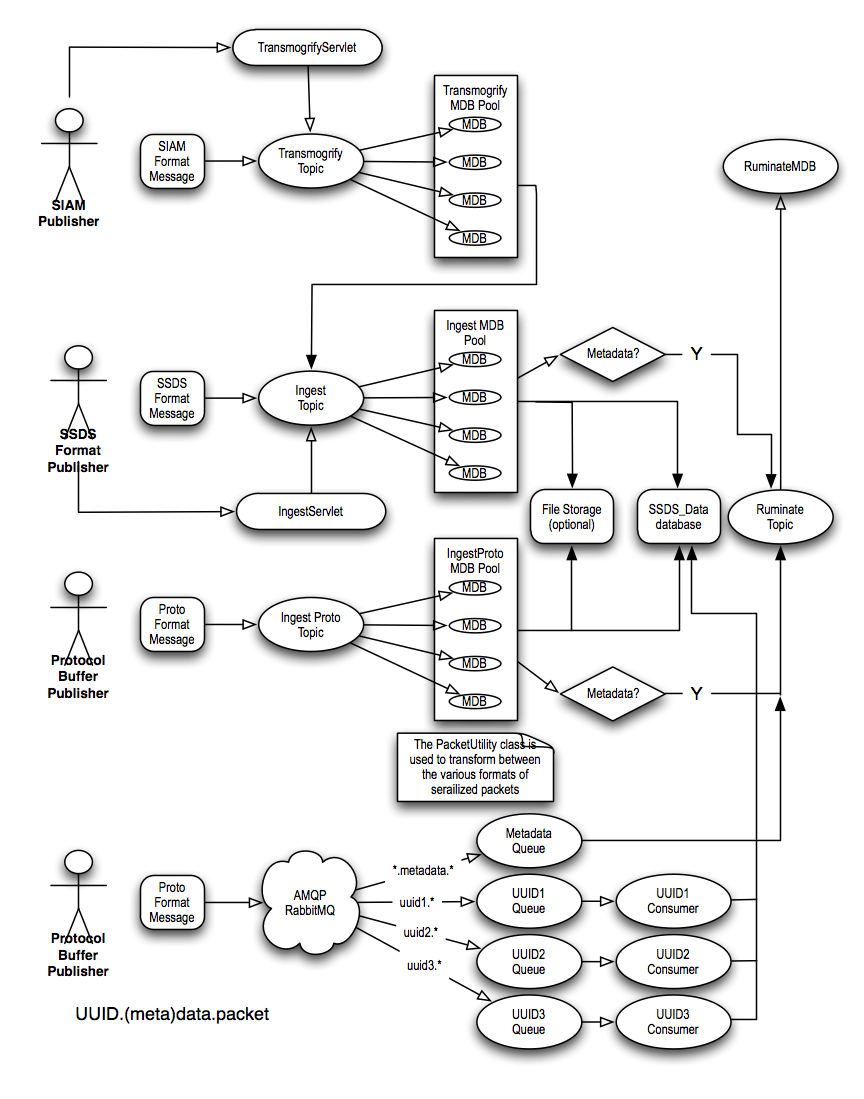 TransmogrifyServlet
Transmogrify
MDB Pool
MDB
MDB
MDB
MDB
SIAM
Format
Message
Transmogrify
Topic
RuminateMDB
SIAM
Publisher
Ingest MDB
Pool
MDB
MDB
MDB
MDB
Metadata?
Y
SSDS
Format
Message
Ingest
Topic
SSDS
Format
Publisher
IngestServlet
File Storage
(optional)
SSDS_Data
database
Ruminate
Topic
IngestProto
MDB Pool
MDB
MDB
MDB
MDB
Proto
Format
Message
Ingest Proto
Topic
Protocol
Buffer
Publisher
Metadata?
Y
The PacketUtility class is
used to transform between
the various formats of
serailized packets
Metadata
Queue
*.metadata.*
Proto
Format
Message
AMQP
RabbitMQ
uuid1.*
UUID1
Queue
UUID1
Consumer
uuid2.*
UUID2
Queue
UUID2
Consumer
Protocol
Buffer
Publisher
uuid3.*
UUID3
Queue
UUID3
Consumer
UUID.(meta)data.packet